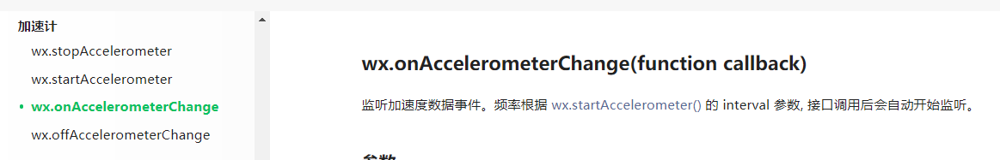 加速计
wx.stopAccelerometer
wx.startAccelerometer
wx.onAccelerometerChange
wx.offAccelerometerChange
wx.onAccelerometerChange(function callback)
监听加速度数据事件。频率根据 wx.startAccelerometer() 的 interval 参数, 接口调用后会自动开始监听。
参数